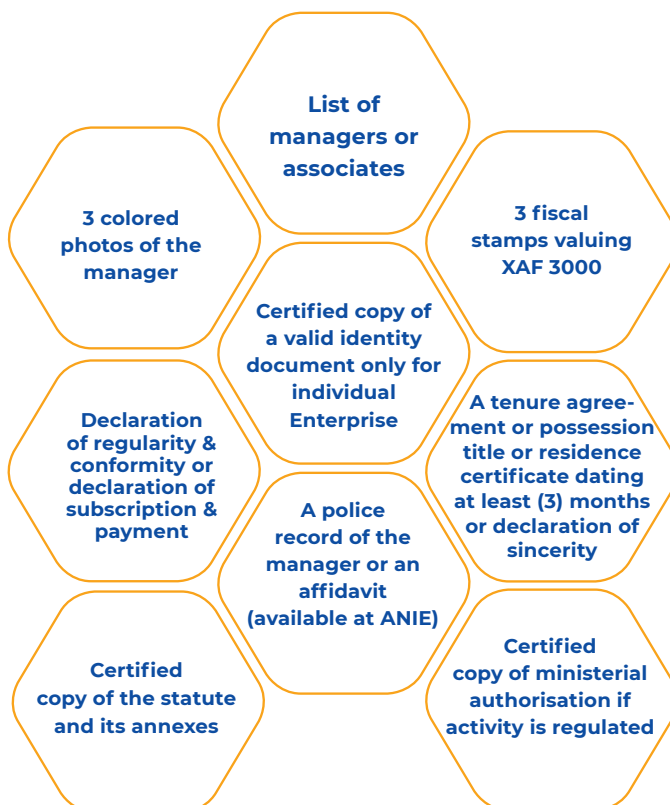 List of
managers or
associates
3 colored
photos of the
manager
3 fiscal
stamps valuing
XAF 3000
Certified copy of
a valid identity
document only for
individual
Enterprise
Declaration
of regularity &
conformity or
declaration of
subscription &
payment
A tenure agree-
ment or possession
title or residence
certificate dating
at least (3) months
or declaration of
sincerity
A police
record of the
manager or an
affidavit
(available at ANIE)
Certified
copy of the statute
and its annexes
Certified
copy of ministerial
authorisation if
activity is regulated